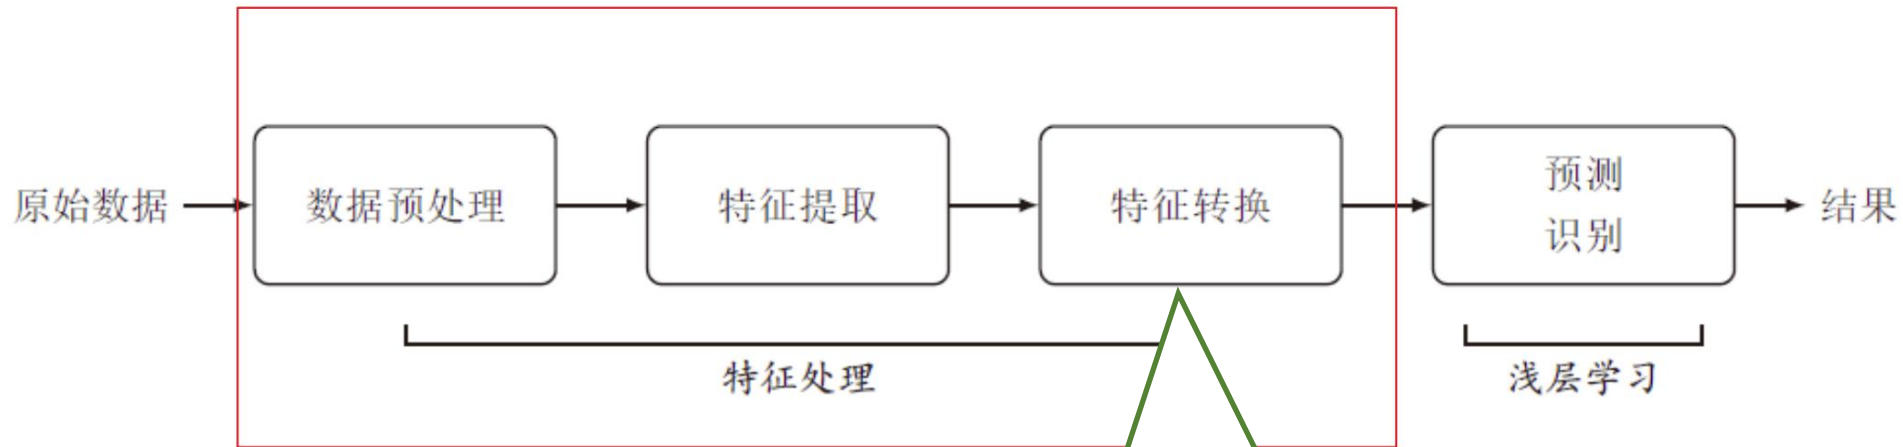 原始数据
数据预处理
特征提取
特征转换
预测
识别
结果
特征处理
浅层学习